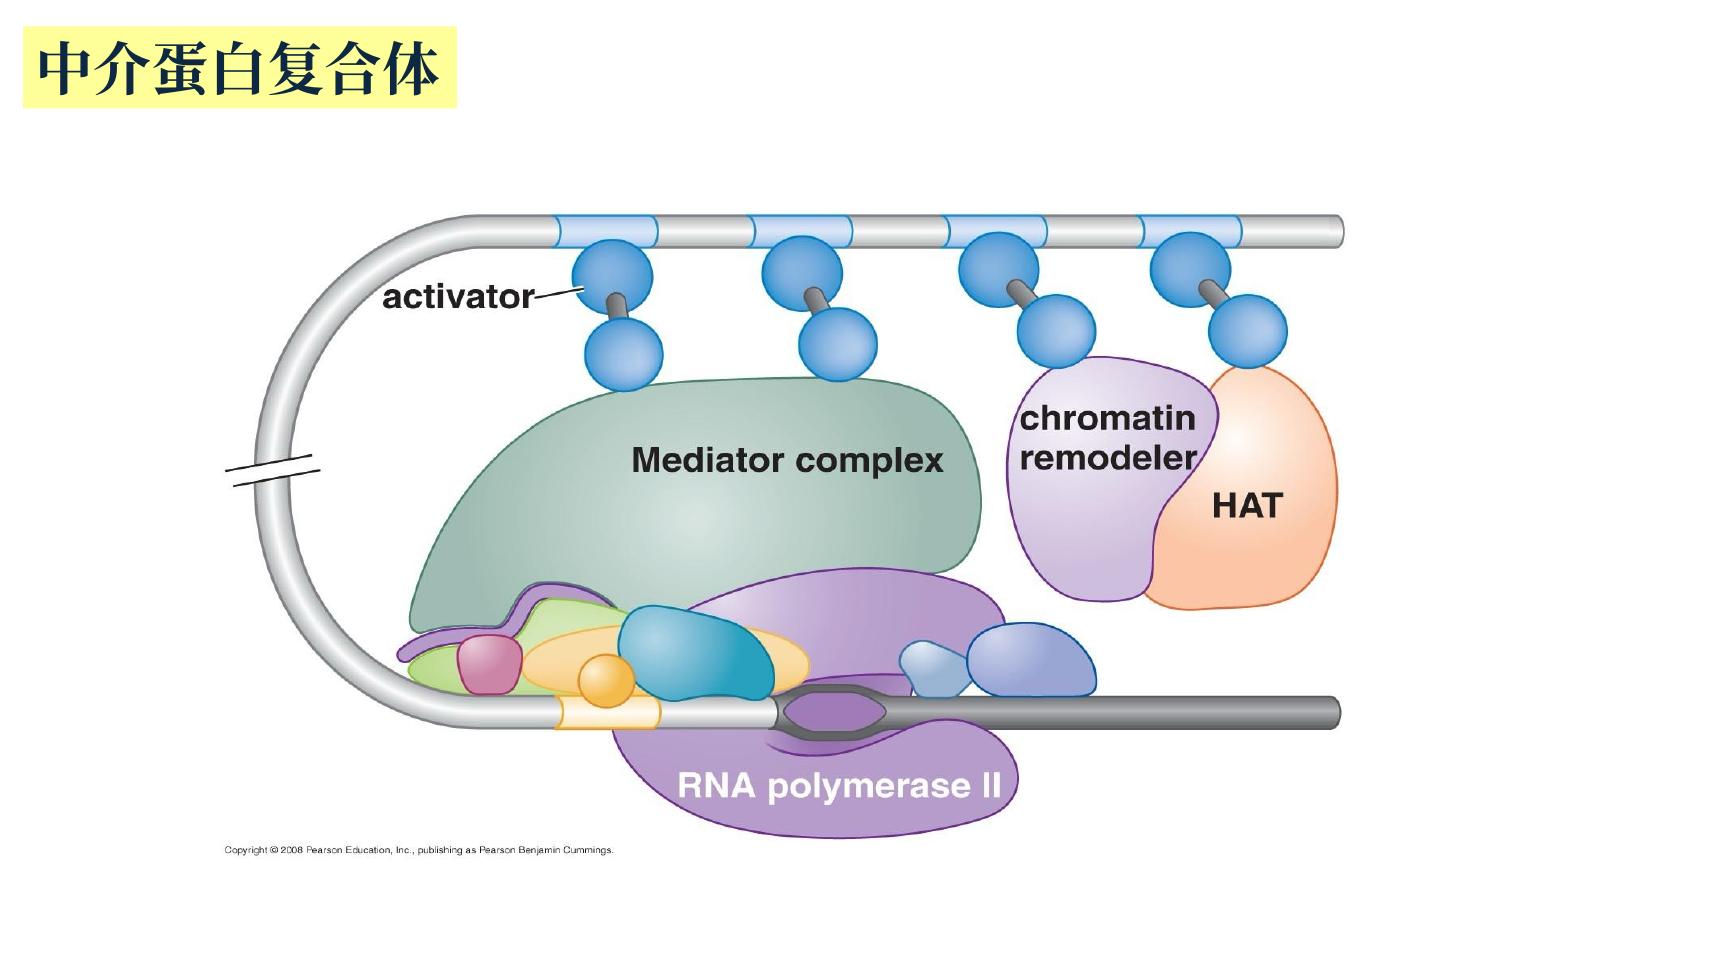 中介蛋白复合体
activator
Mediator complex
chromatin
remodeler
HAT
RNA polymerase II
Copyright © 2008 Pearson Education, Inc., publishing as Pearson Benjamin Cummings.